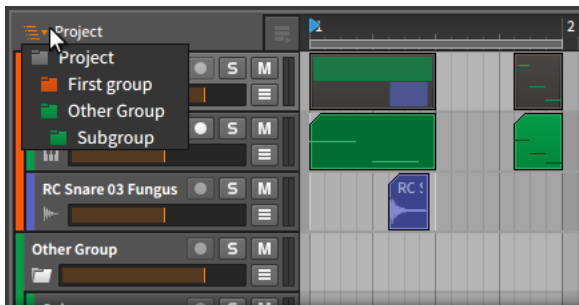 Project
1
2
Project
First group
Other Group
Subgroup
S M
S M
RC Snare 03 Fungus
S M
RC S
Other Group
S M